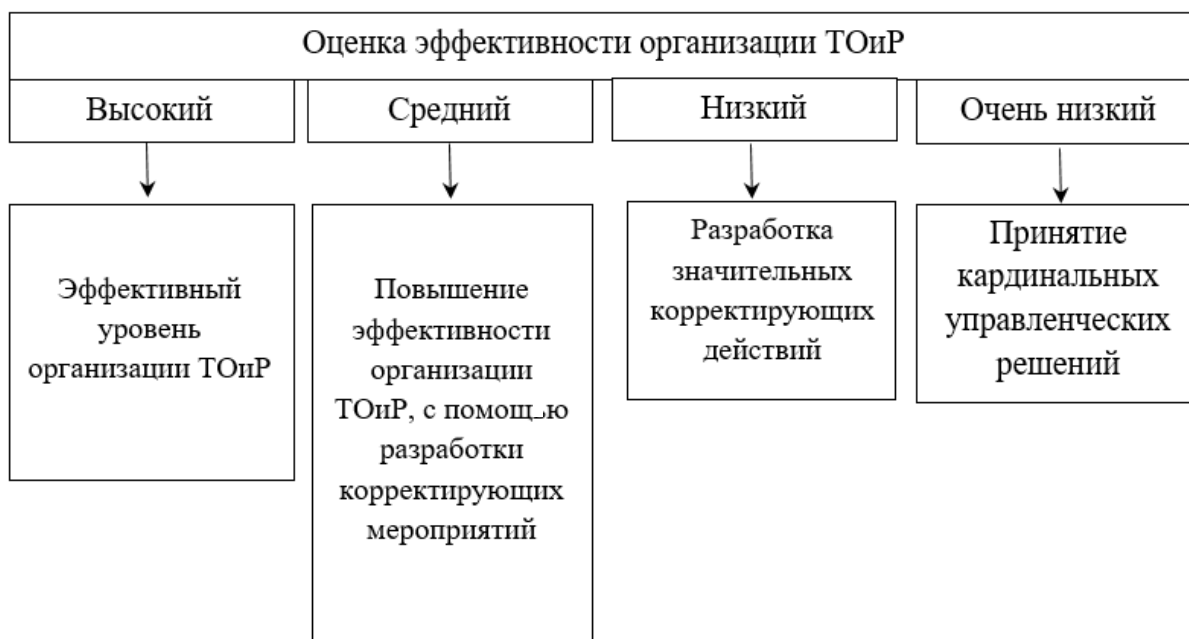 Оценка эффективности организации ТОиР
Высокий
Средний
Низкий
Очень низкий
Эффективный
уровень
организации ТОиР
Повышение
эффективности
организации
ТОиР, с помощью
разработки
корректирующих
мероприятий
Разработка
значительных
корректирующих
действий
Принятие
кардинальных
управленческих
решений